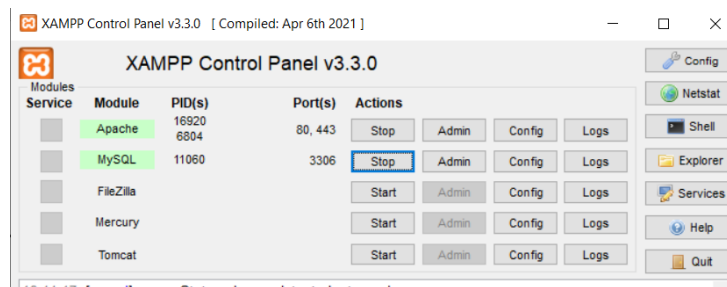 XAMPP Control Panel v3.3.0 [ Compiled: Apr 6th 2021 ]
XAMPP Control Panel v3.3.0
Config
Modules
Netstat
Service Module PID(s) Port(s) Actions
Apache 16920 6804 80, 443 Stop Admin Config Logs
Shell
MySQL 11060 3306 Stop Admin Config Logs
Explorer
FileZilla Start Admin Config Logs
Services
Mercury Start Admin Config Logs
Help
Tomcat Start Admin Config Logs
Quit